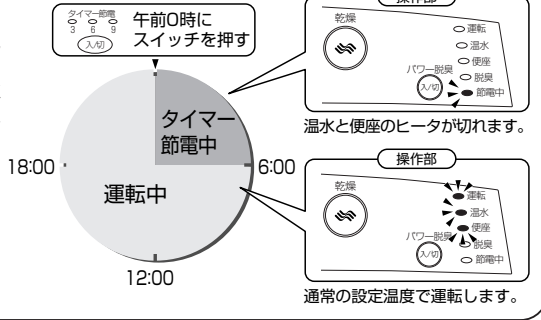 タイマー節電
3 6 9
入/切
午前0時に
スイッチを押す
タイマー
節電中
18:00
6:00
運転中
12:00
操作部
乾燥
パワー脱臭
入/切
運転
温水
便座
脱臭
節電中
温水と便座のヒータが切れます。
操作部
乾燥
パワー脱臭
入/切
運転
温水
便座
脱臭
節電中
通常の設定温度で運転します。